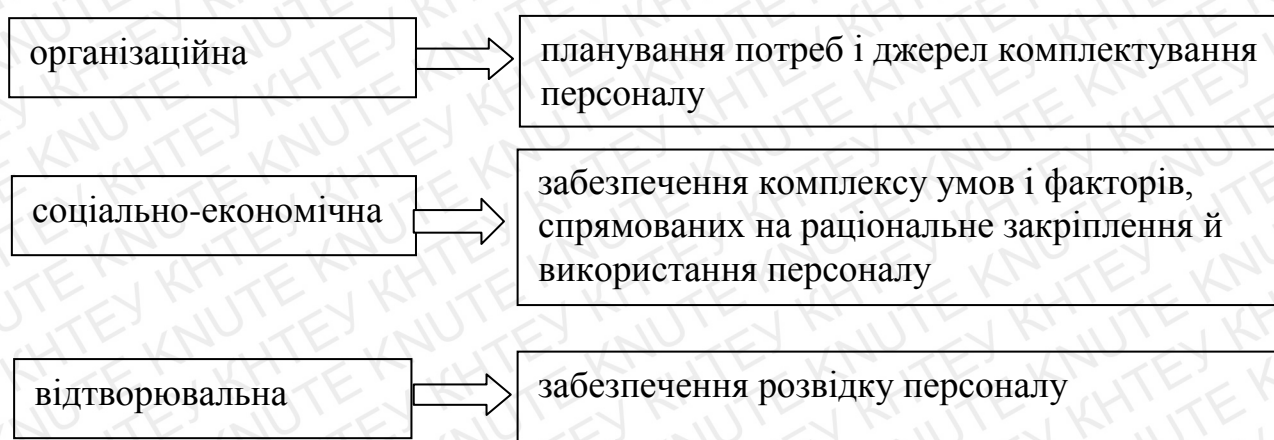 організаційна
планування потреб і джерел комплектування
персоналу
соціально-економічна
забезпечення комплексу умов і факторів,
спрямованих на раціональне закріплення й
використання персоналу
відтворювальна
забезпечення розвідку персоналу